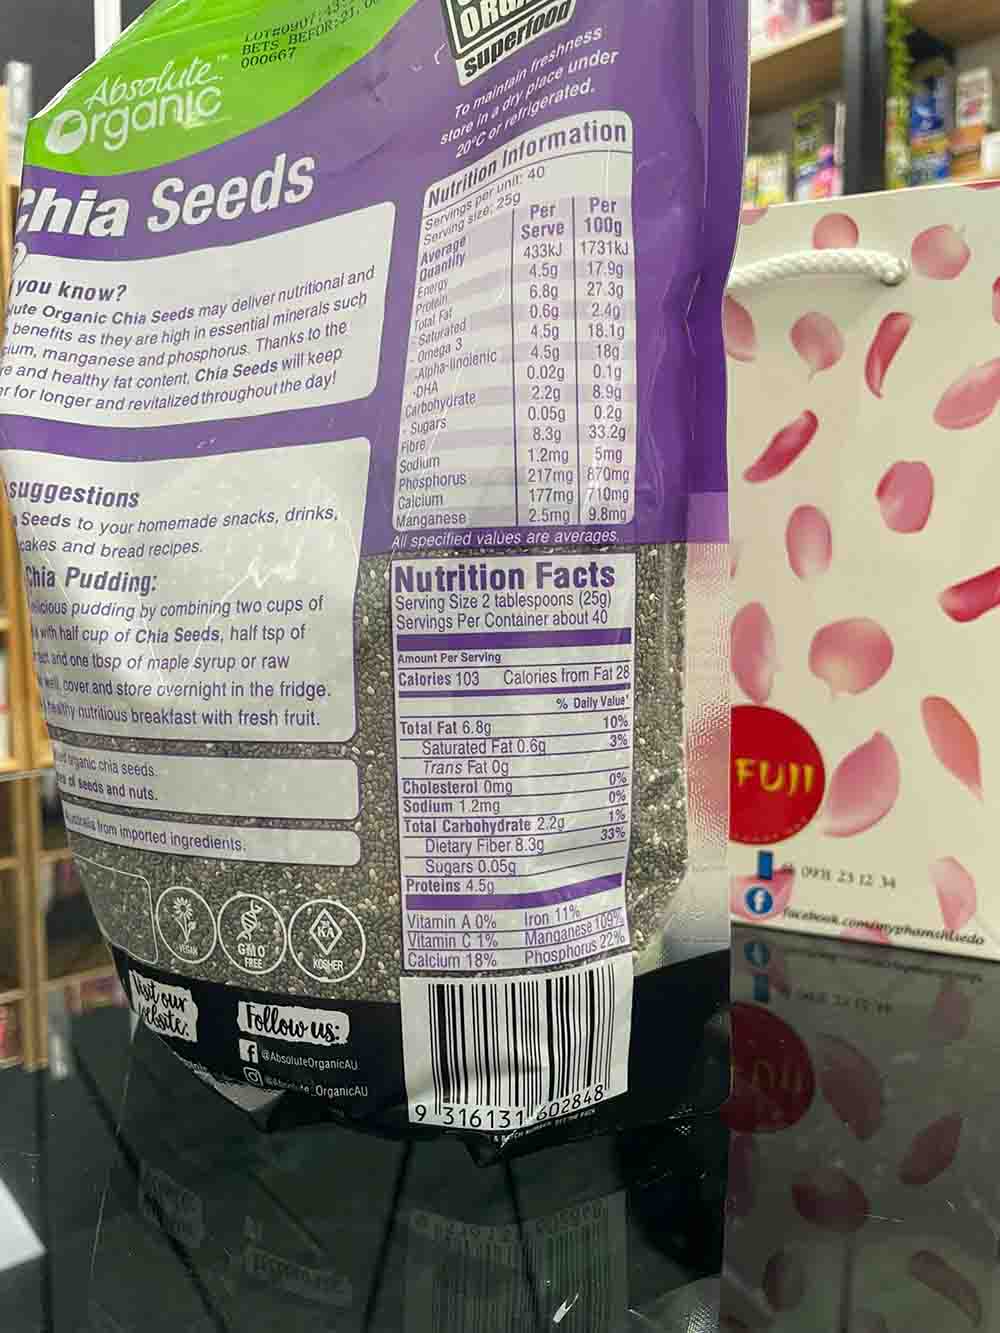 LOT#0907:43
BETS BEFOR:21.
000667
Absolute™
Organic
Chia Seeds
you know?
lute Organic Chia Seeds may deliver nutritional and
benefits as they are high in essential minerals such
cium, manganese and phosphorus. Thanks to the
re and healthy fat content, Chia Seeds will keep
er for longer and revitalized throughout the day!
suggestions
Seeds to your homemade snacks, drinks,
cakes and bread recipes.
Chia Pudding:
elicious pudding by combining two cups of
with half cup of Chia Seeds, half tsp of
and one tbsp of maple syrup or raw
well, cover and store overnight in the fridge.
healthy nutritious breakfast with fresh fruit.
organic chia seeds.
of seeds and nuts.
from imported ingredients.
VEGAN
GMO
FREE
KA
KOSHER
Visit our
website:
Follow us:
@AbsoluteOrganicAU
OrganicAU
Superfood
To maintain freshness
store in a dry place under
20°C or refrigerated.
Nutrition Information
Servings per unit: 40
Serving size: 25g
Average Quantity Per Serve Per 100g
Energy 433kJ 1731kJ
Protein 4.5g 17.9g
Total Fat 6.8g 27.3g
- Saturated 0.6g 2.4g
- Omega 3 4.5g 18.1g
-Alpha-linolenic 4.5g 18g
-DHA 0.02g 0.1g
Carbohydrate 2.2g 8.9g
- Sugars 0.05g 0.2g
Fibre 8.3g 33.2g
Sodium 1.2mg 5mg
Phosphorus 217mg 870mg
Calcium 177mg 710mg
Manganese 2.5mg 9.8mg
All specified values are averages.
Nutrition Facts
Serving Size 2 tablespoons (25g)
Servings Per Container about 40
Amount Per Serving
Calories 103 Calories from Fat 28
% Daily Value*
Total Fat 6.8g 10%
Saturated Fat 0.6g 3%
Trans Fat 0g
Cholesterol 0mg 0%
Sodium 1.2mg 0%
Total Carbohydrate 2.2g 1%
Dietary Fiber 8.3g 33%
Sugars 0.05g
Proteins 4.5g
Vitamin A 0% Iron 11%
Vitamin C 1% Manganese 109%
Calcium 18% Phosphorus 22%
9 316131 602848
FUJI
0931 23 12 34